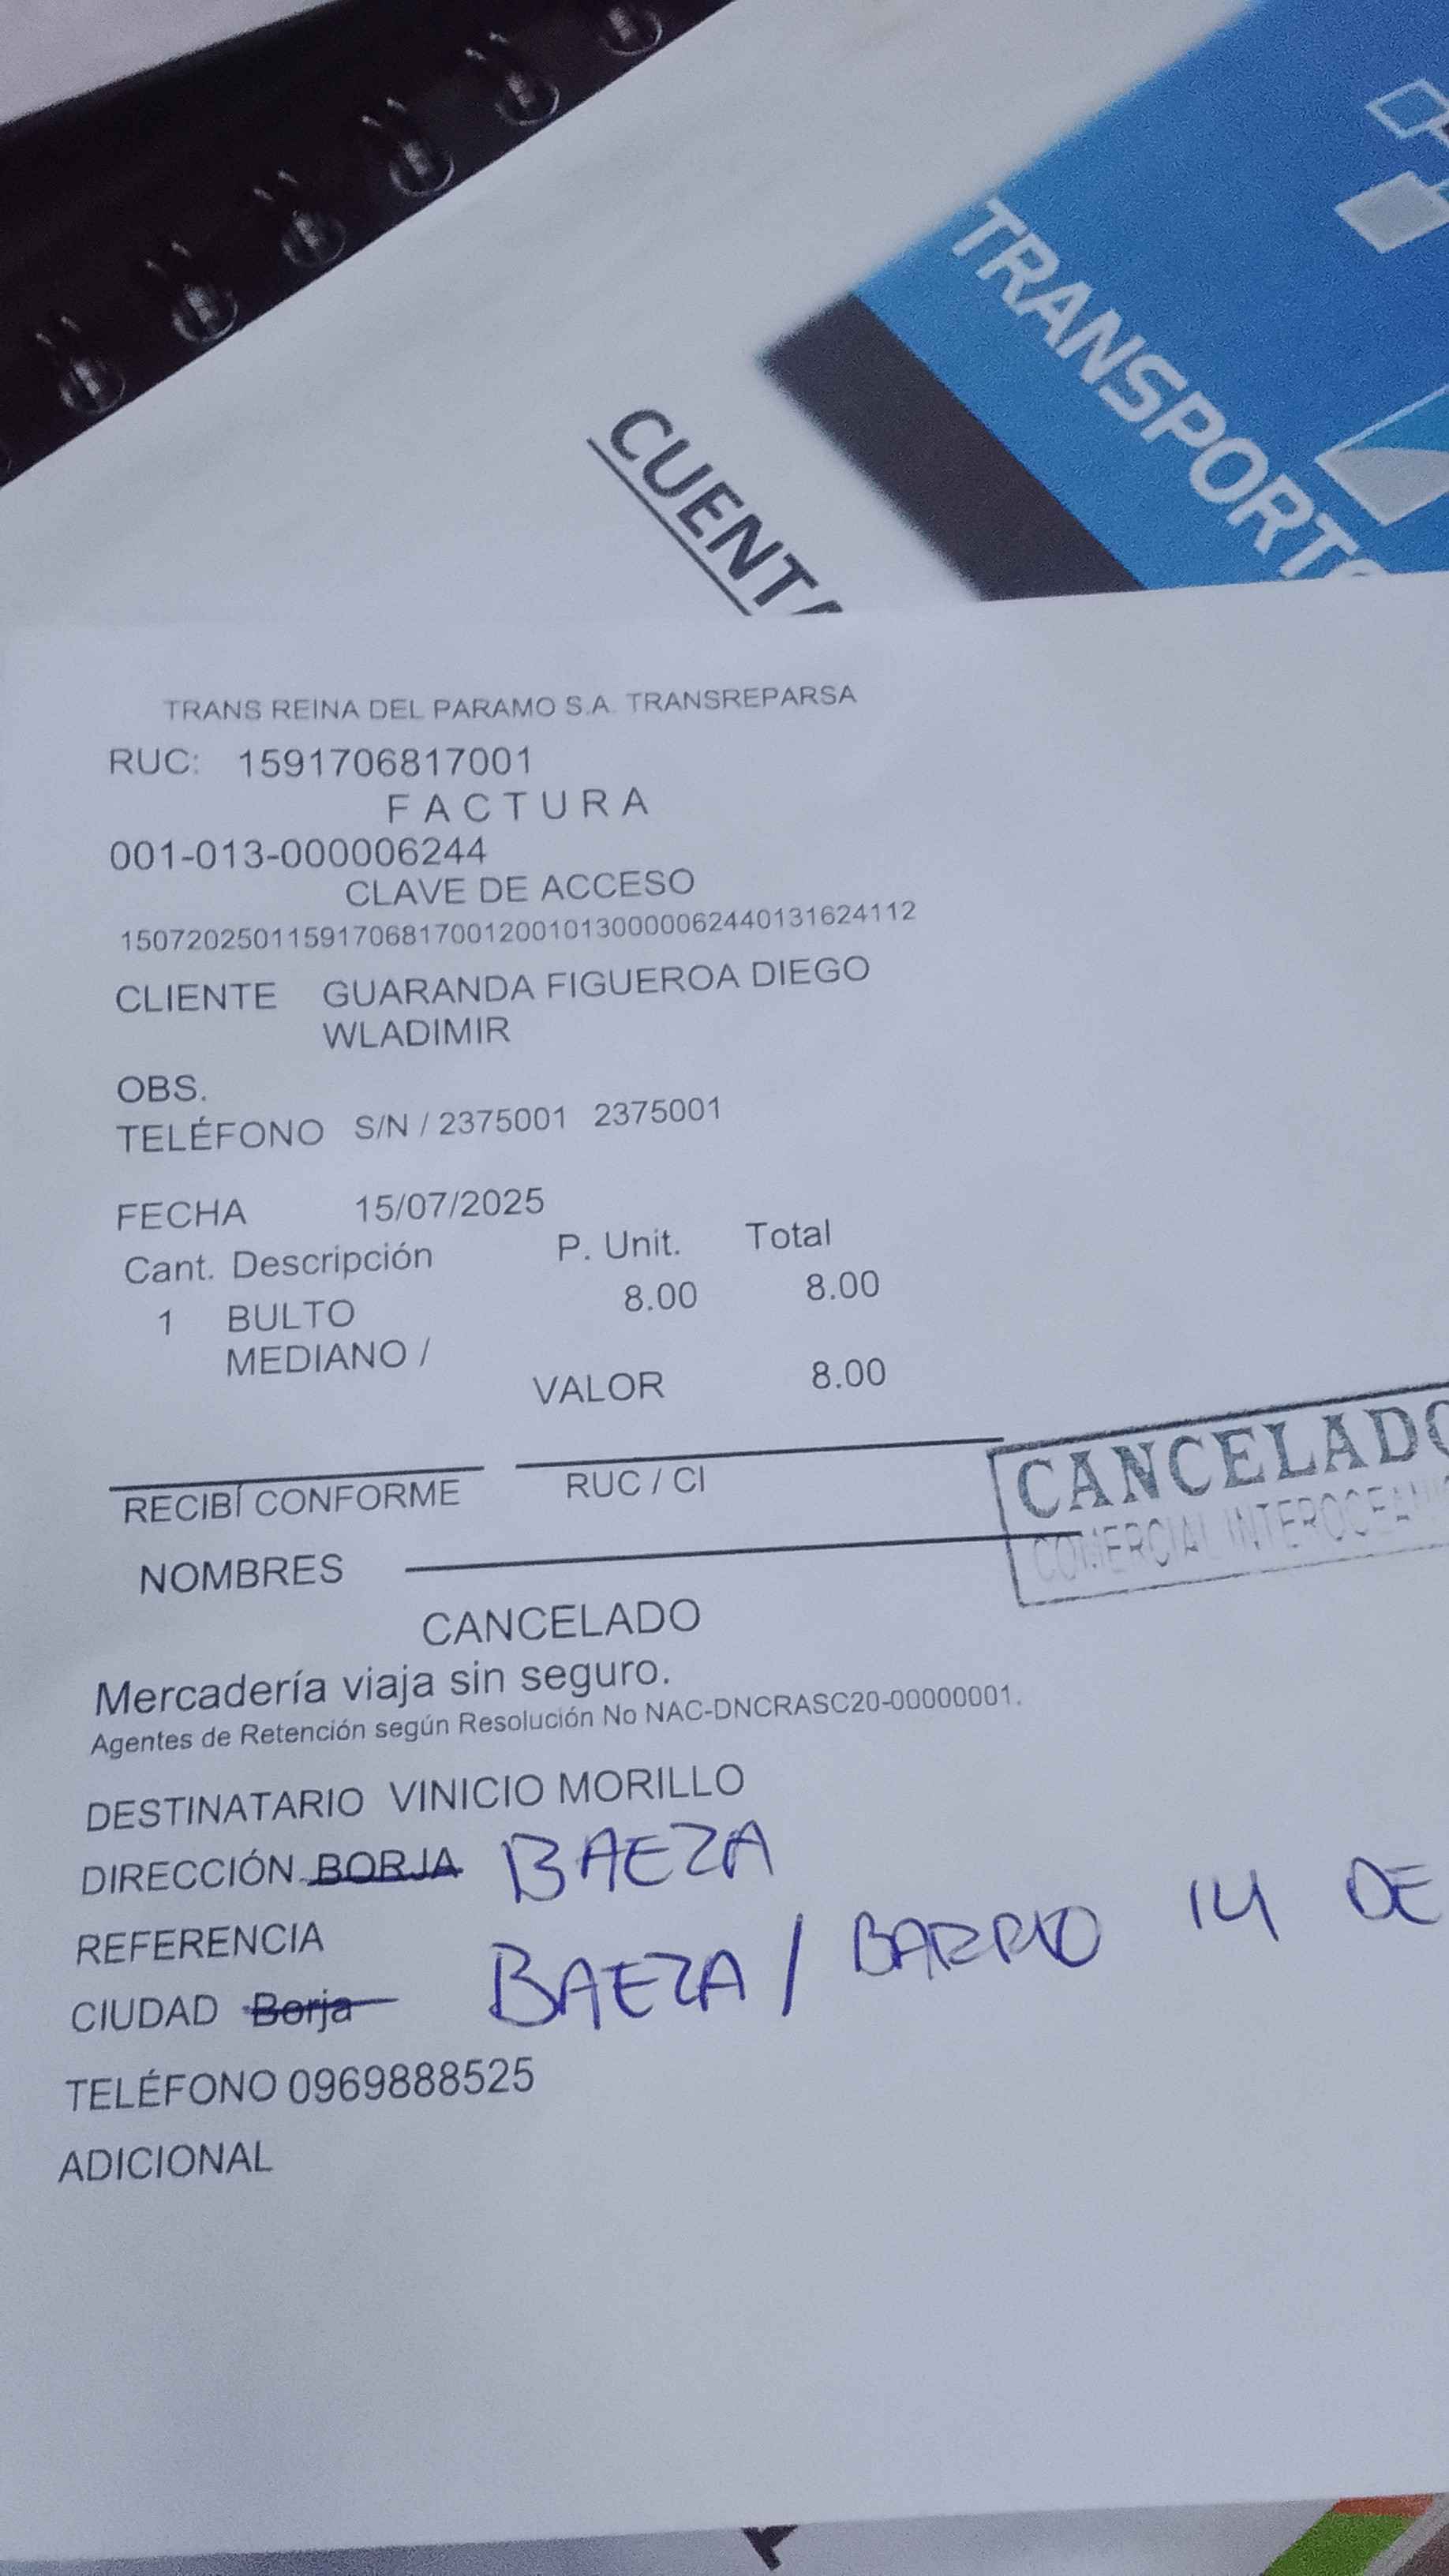 TRANSPORTS
CUENTA
TRANS REINA DEL PARAMO S.A. TRANSREPARSA
RUC: 1591706817001
FACTURA
001-013-000006244
CLAVE DE ACCESO
1507202501159170681700120010130000062440131624112
CLIENTE GUARANDA FIGUEROA DIEGO
WLADIMIR
OBS.
TELÉFONO S/N / 2375001 2375001
FECHA 15/07/2025
Cant. Descripción P. Unit. Total
1 BULTO 8.00 8.00
MEDIANO /
VALOR 8.00
CANCELADO
COMERCIAL
RECIBÍ CONFORME RUC / CI
NOMBRES
CANCELADO
Mercadería viaja sin seguro.
Agentes de Retención según Resolución No NAC-DNCRASC20-00000001.
DESTINATARIO VINICIO MORILLO
DIRECCIÓN BORJA BAEZA
REFERENCIA
CIUDAD Borja BAEZA / BARRIO 14 DE
TELÉFONO 0969888525
ADICIONAL